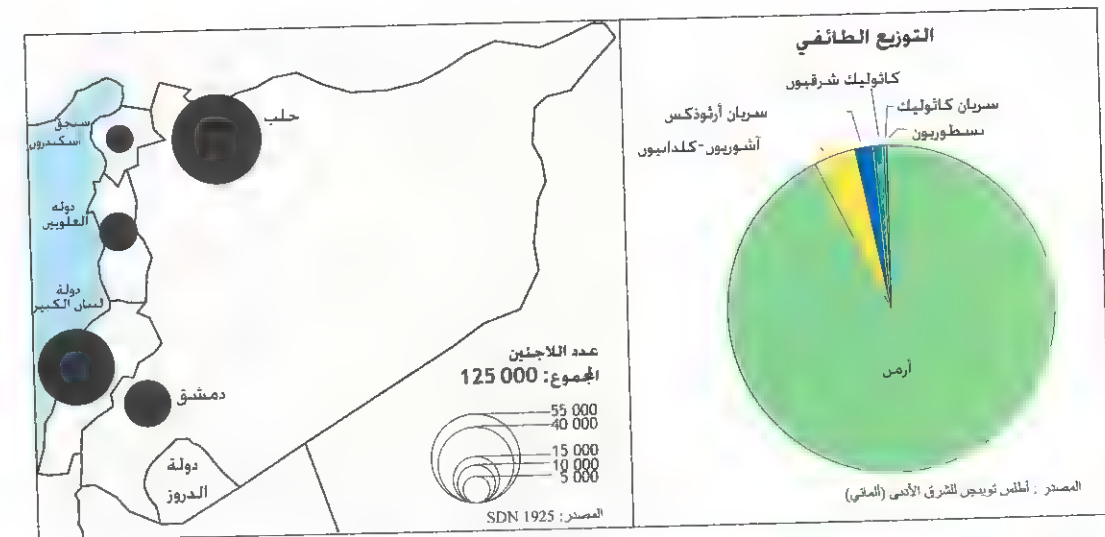 التوزيع الطائفي
كاثوليك شرقيون
سريان كاثوليك
سريان أرثوذكس
نسطوريون
آشوريون-كلدانيون
أرمن
المصدر : أطلس توبنجن للشرق الأدنى (ألماني)
حلب
سنجق
اسكندرون
دولة
العلويين
دولة
لبنان الكبير
دمشق
دولة
الدروز
عدد اللاجئين
المجموع: 000 125
55 000
40 000
15 000
10 000
5 000
المصدر: SDN 1925